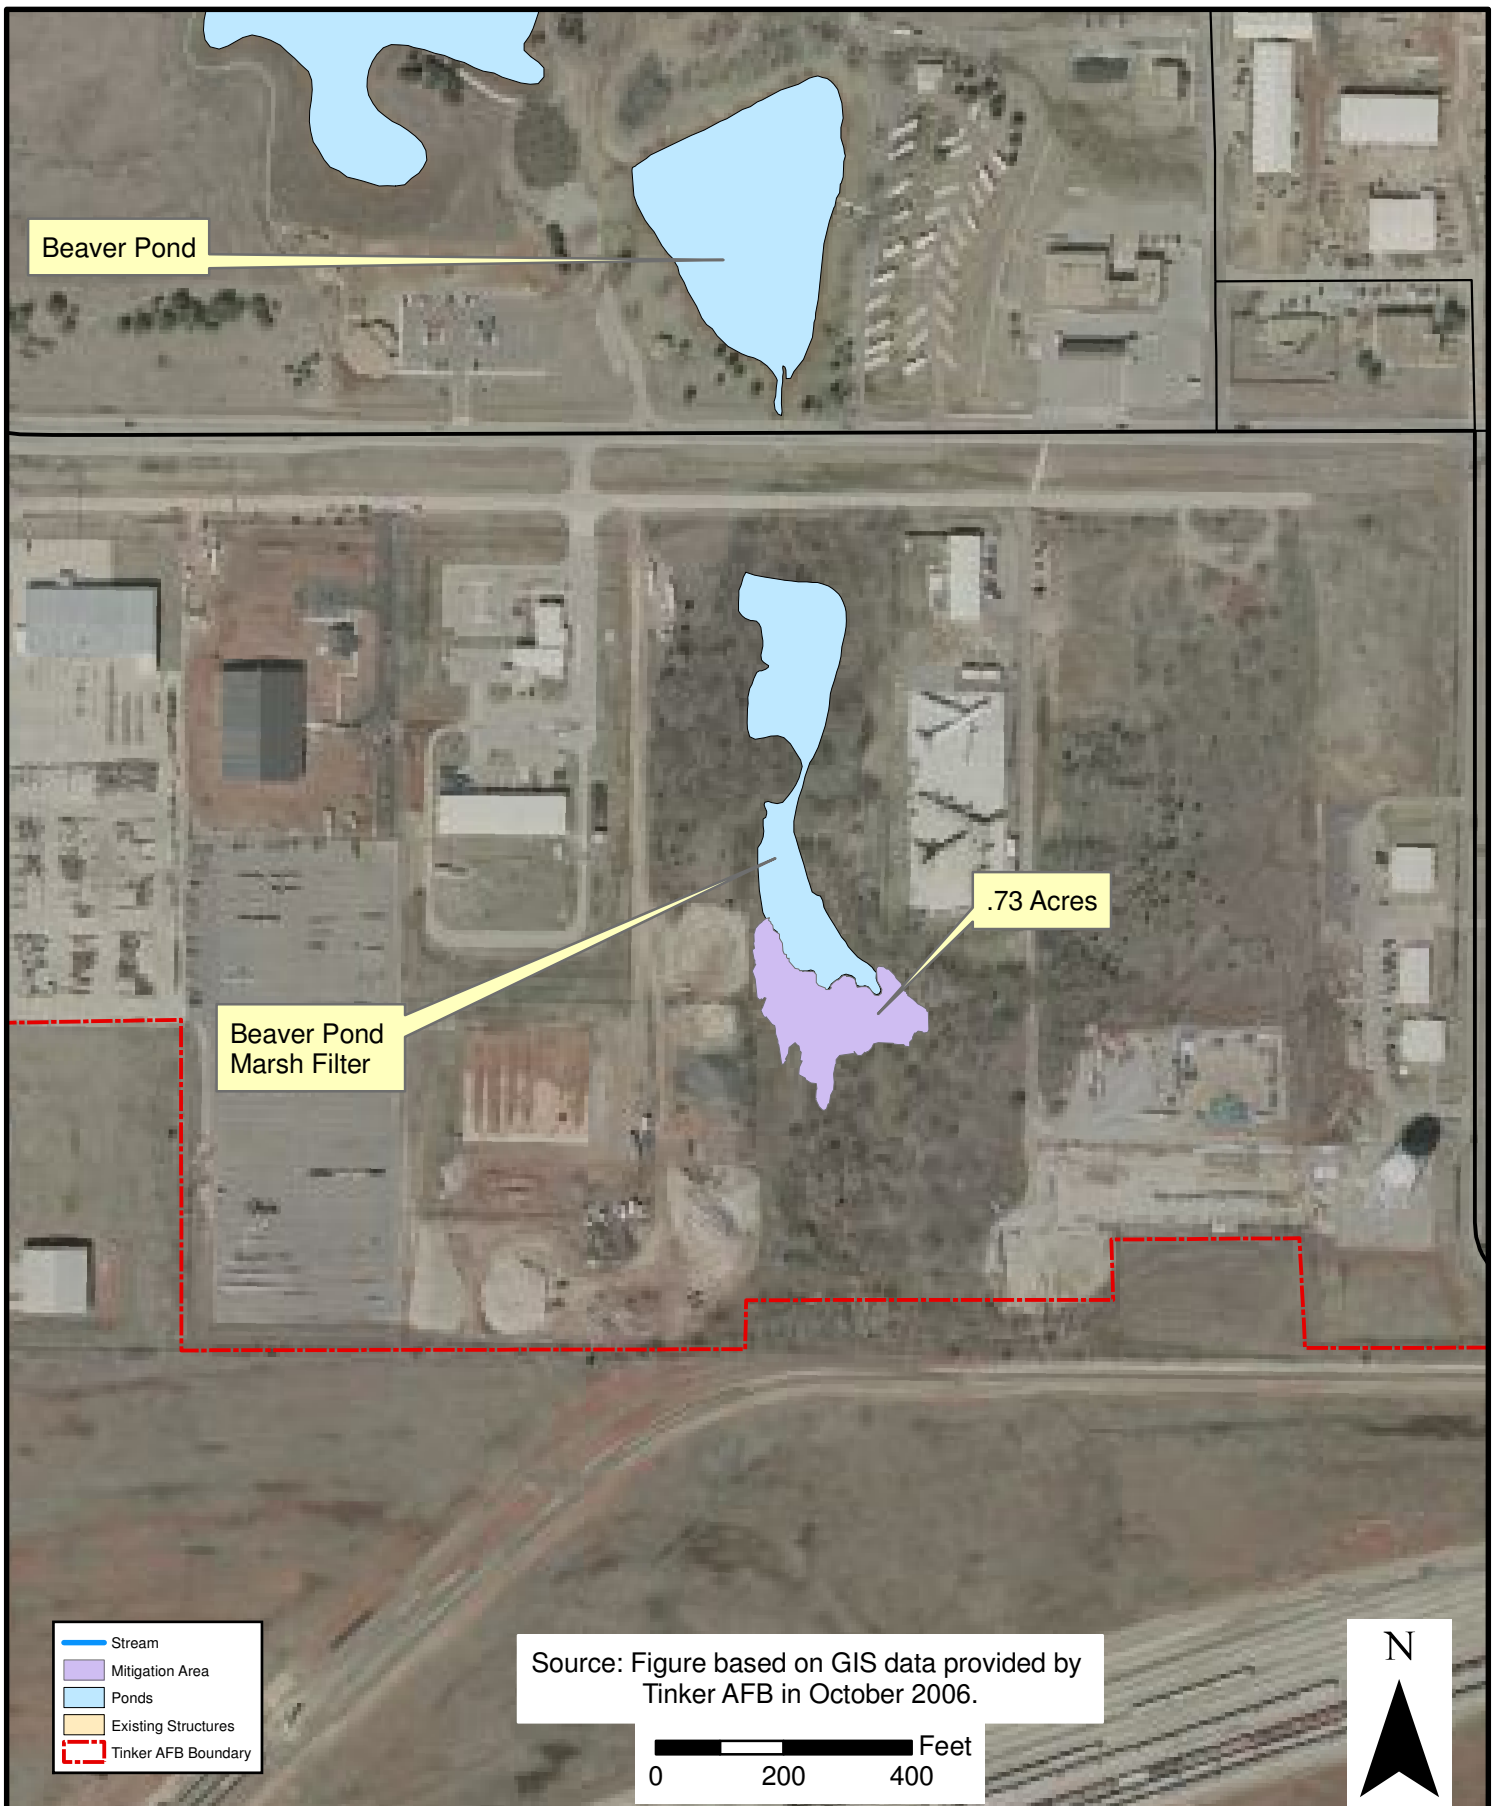 Beaver Pond
.73 Acres
Beaver Pond
Marsh Filter
Stream
Mitigation Area
Ponds
Existing Structures
Tinker AFB Boundary
Source: Figure based on GIS data provided by
Tinker AFB in October 2006.
Feet
0 200 400
N